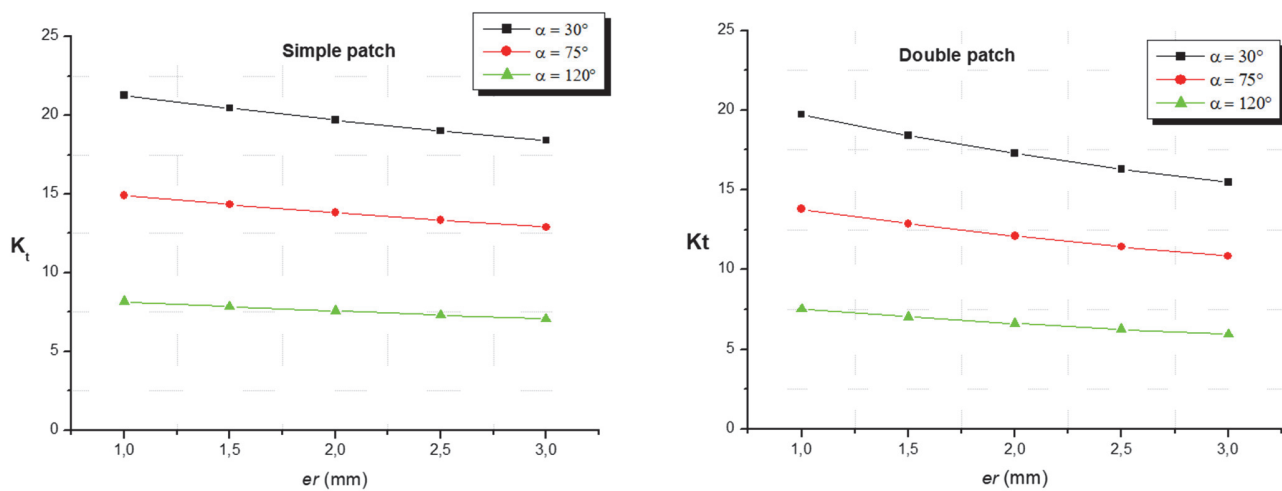 Simple patch
α = 30°
α = 75°
α = 120°
25
20
15
10
5
0
Kt
1,0
1,5
2,0
2,5
3,0
er (mm)
Double patch
α = 30°
α = 75°
α = 120°
25
20
15
10
5
0
Kt
1,0
1,5
2,0
2,5
3,0
er (mm)